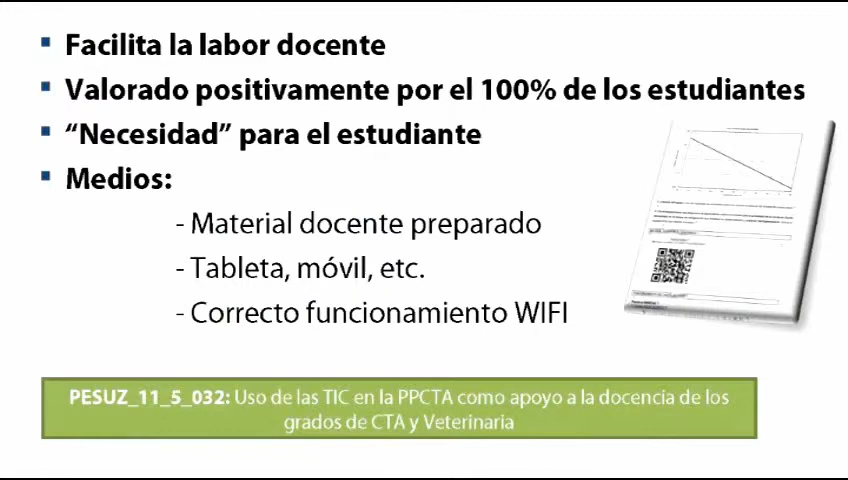 ▪ Facilita la labor docente
▪ Valorado positivamente por el 100% de los estudiantes
▪ “Necesidad” para el estudiante
▪ Medios:
- Material docente preparado
- Tableta, móvil, etc.
- Correcto funcionamiento WIFI
PESUZ_11_5_032: Uso de las TIC en la PPCTA como apoyo a la docencia de los
grados de CTA y Veterinaria